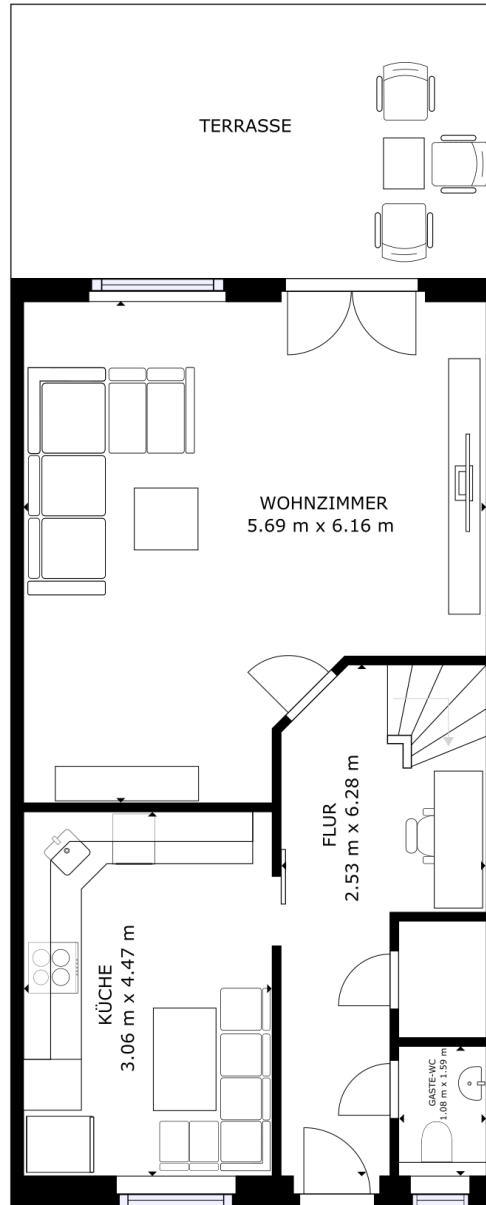 TERRASSE
WOHNZIMMER
5.69 m x 6.16 m
FLUR
2.53 m x 6.28 m
KÜCHE
3.06 m x 4.47 m
GÄSTE-WC
1.08 m x 1.59 m